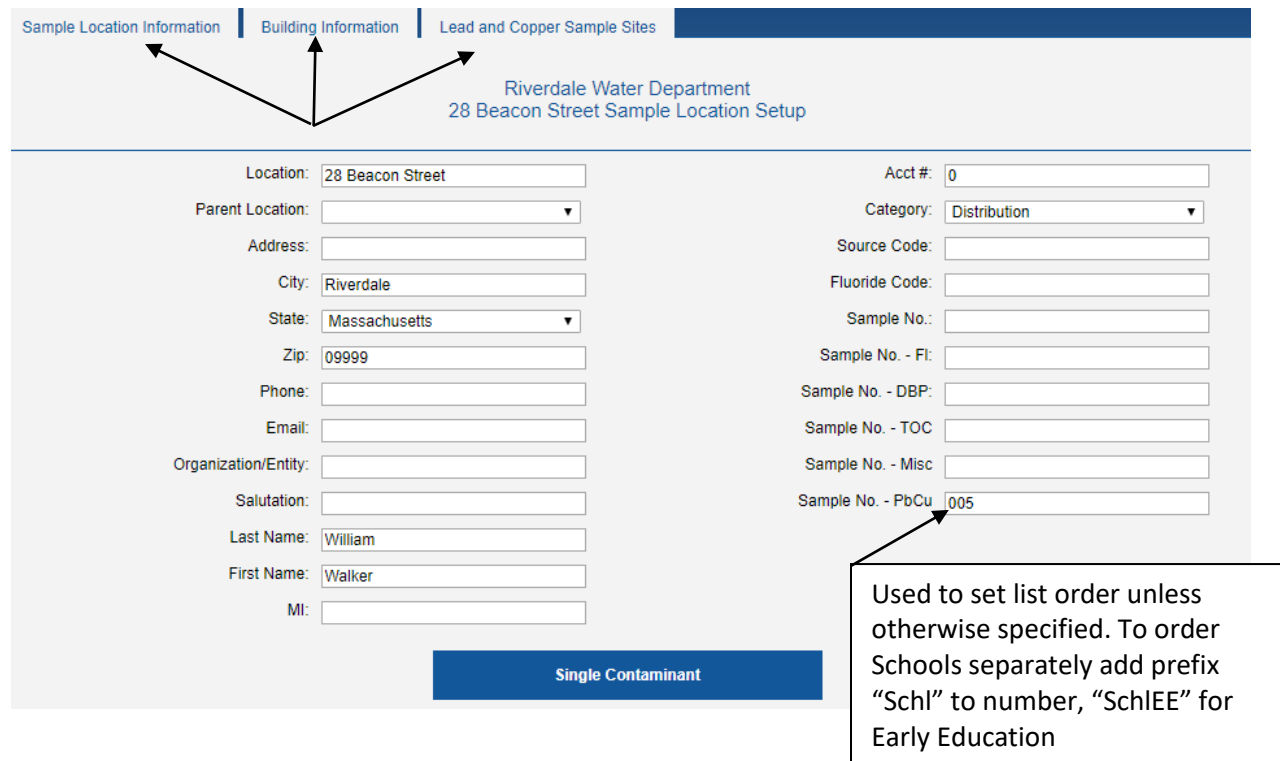 Sample Location Information Building Information Lead and Copper Sample Sites
Riverdale Water Department
28 Beacon Street Sample Location Setup
Location: 28 Beacon Street
Parent Location:
Address:
City: Riverdale
State: Massachusetts
Zip: 09999
Phone:
Email:
Organization/Entity:
Salutation:
Last Name: William
First Name: Walker
MI:
Acct #: 0
Category: Distribution
Source Code:
Fluoride Code:
Sample No.:
Sample No. - Fl:
Sample No. - DBP:
Sample No. - TOC
Sample No. - Misc
Sample No. - PbCu 005
Single Contaminant
Used to set list order unless
otherwise specified. To order
Schools separately add prefix
“Schl” to number, “SchlEE” for
Early Education